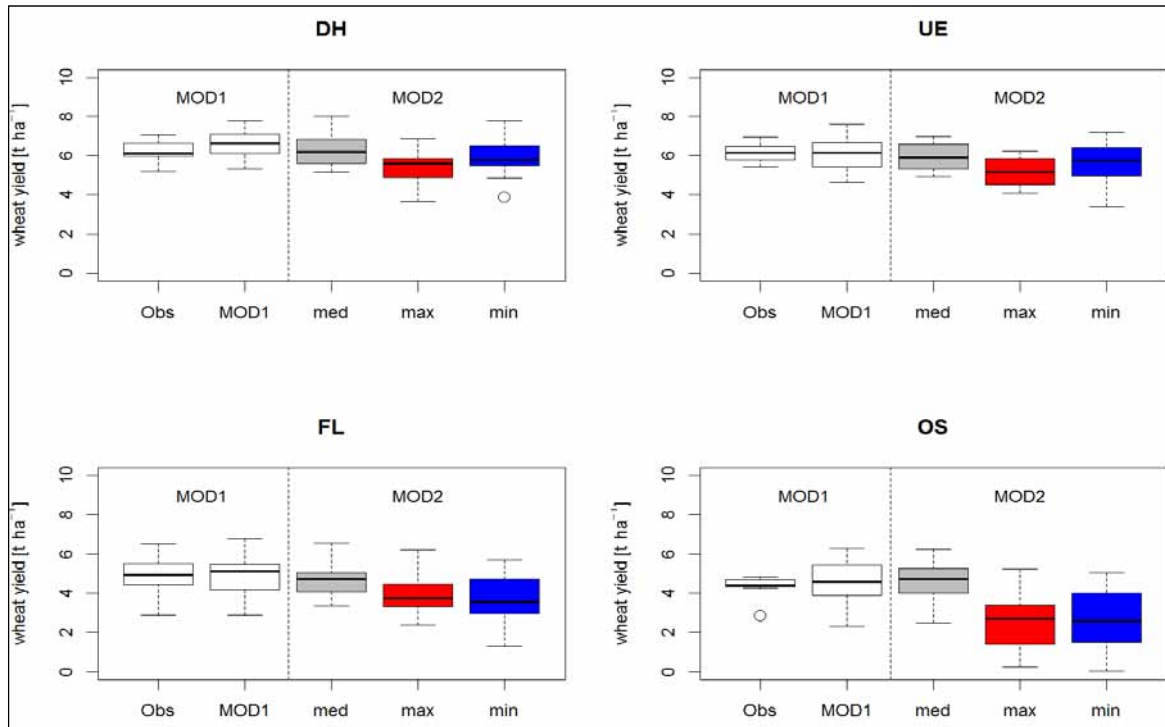 DH
wheat yield [t ha⁻¹]
10
8
6
4
2
0
MOD1
MOD2
Obs MOD1 med max min
UE
wheat yield [t ha⁻¹]
10
8
6
4
2
0
MOD1
MOD2
Obs MOD1 med max min
FL
wheat yield [t ha⁻¹]
10
8
6
4
2
0
MOD1
MOD2
Obs MOD1 med max min
OS
wheat yield [t ha⁻¹]
10
8
6
4
2
0
MOD1
MOD2
Obs MOD1 med max min